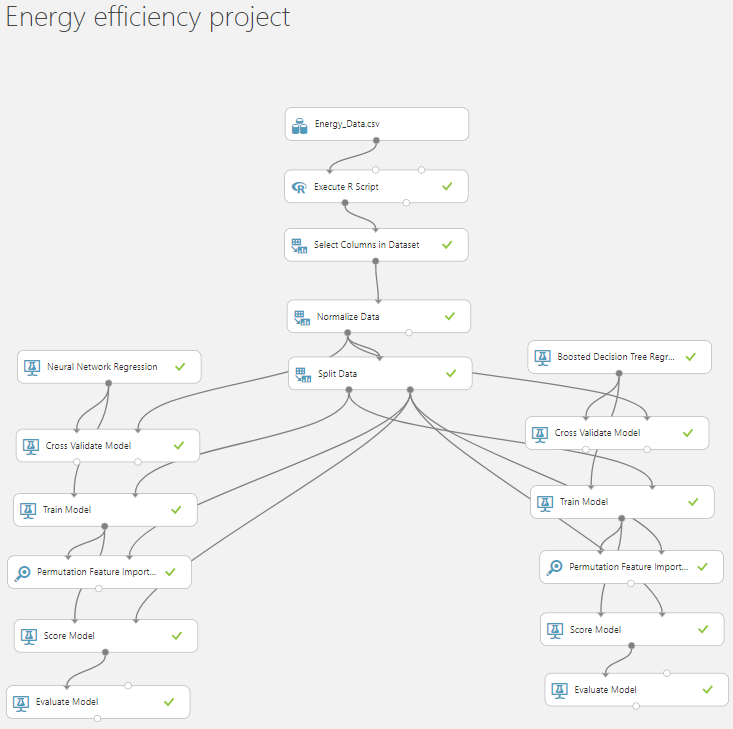 Energy efficiency project
Energy_Data.csv
Execute R Script
Select Columns in Dataset
Normalize Data
Split Data
Neural Network Regression
Cross Validate Model
Train Model
Permutation Feature Import...
Score Model
Evaluate Model
Boosted Decision Tree Regr...
Cross Validate Model
Train Model
Permutation Feature Import...
Score Model
Evaluate Model